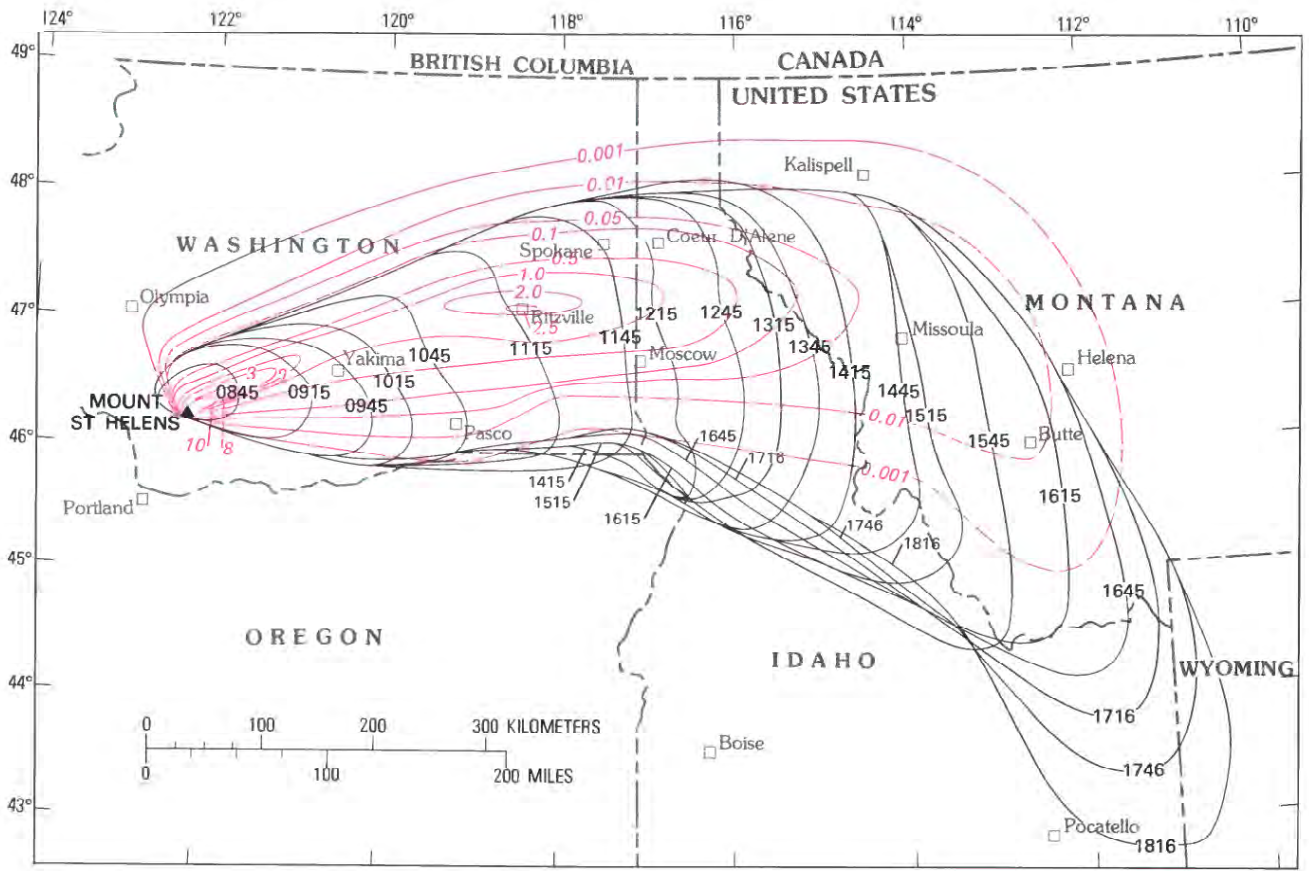 124° 122° 120° 118° 116° 114° 112° 110°
49°
BRITISH COLUMBIA
CANADA
UNITED STATES
0.001
Kalispell
48°
0.01
0.05
WASHINGTON
0.1
Spokane
Coeur D'Alene
0.5
1.0
47°
Olympia
2.0
Ritzville
2.5
1215
1245
MONTANA
1315
1145
1115
1045
Missoula
1345
Yakima
Moscow
Helena
3
2
1015
1415
0845
0915
0945
1445
MOUNT
ST HELENS
1515
0.01
46°
10
8
Pasco
1645
1545
Butte
1716
0.001
1415
1515
1615
1615
Portland
1746
1816
45°
1645
OREGON
IDAHO
WYOMING
44°
1716
0 100 200 300 KILOMETERS
0 100 200 MILES
Boise
1746
43°
Pocatello
1816